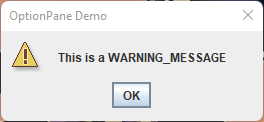 OptionPane Demo
This is a WARNING_MESSAGE
OK